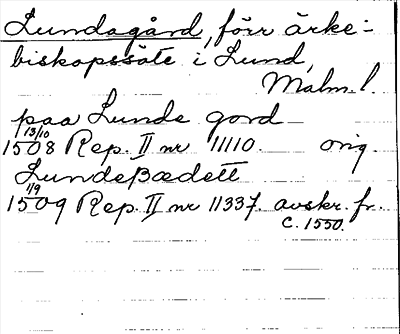 Lundagård, förr ärke-
biskopssäte i Lund,
Malm. l.
paa Lunde gord
13/10
1508 Rep. II nr 11110. orig.
Lundeßædett
1/9
1509 Rep. II nr 11337. avskr. fr.
c. 1550.